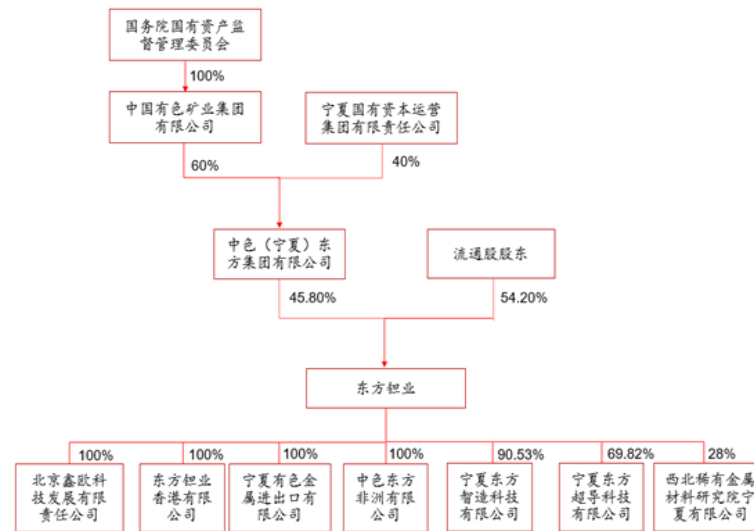 国务院国有资产监
督管理委员会
100%
中国有色矿业集团
有限公司
宁夏国有资本运营
集团有限责任公司
60%
40%
中色（宁夏）东
方集团有限公司
流通股股东
45.80%
54.20%
东方钽业
100%
100%
100%
100%
90.53%
69.82%
28%
北京鑫欧科
技发展有限
责任公司
东方钽业
香港有限公
司
宁夏有色金
属进出口有
限公司
中色东方
非洲有限公
司
宁夏东方
智造科技
有限公司
宁夏东方
超导科技
有限公司
西北稀有金属
材料研究院宁
夏有限公司